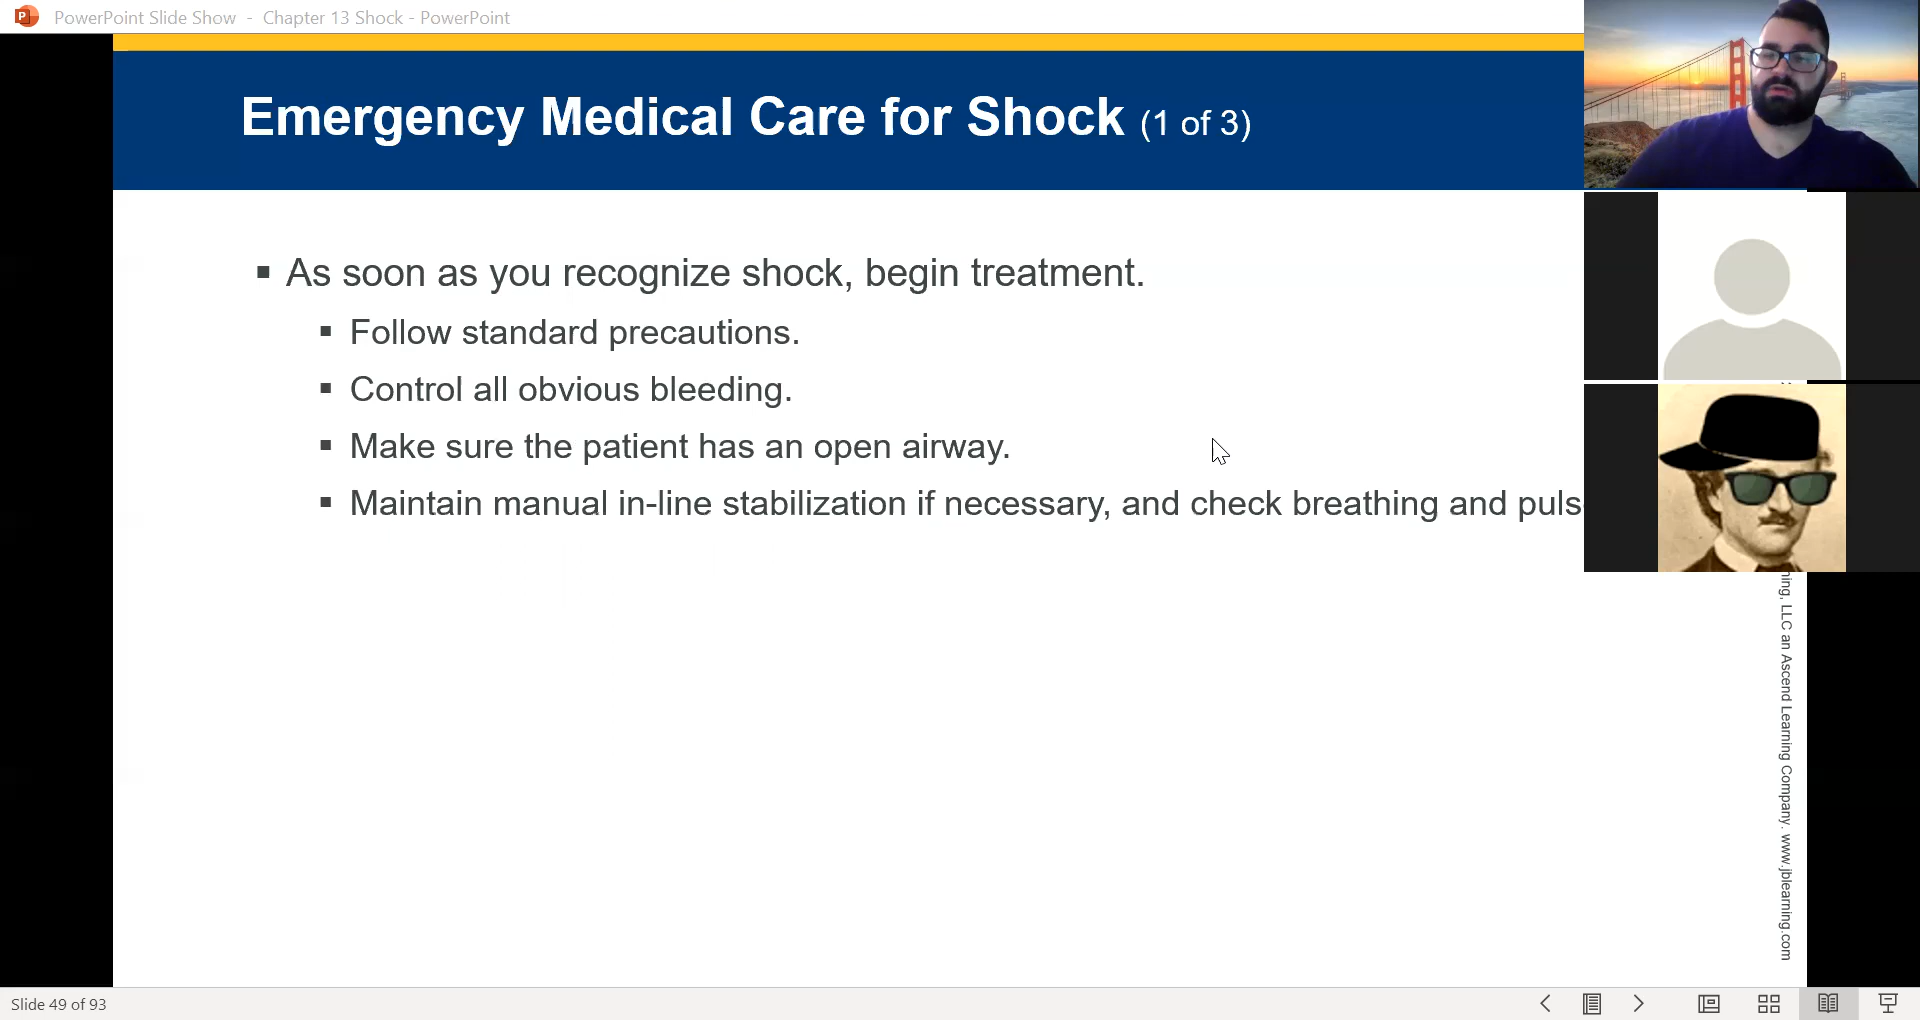 PowerPoint Slide Show - Chapter 13 Shock - PowerPoint
Emergency Medical Care for Shock (1 of 3)
▪ As soon as you recognize shock, begin treatment.
▪ Follow standard precautions.
▪ Control all obvious bleeding.
▪ Make sure the patient has an open airway.
▪ Maintain manual in-line stabilization if necessary, and check breathing and puls
ning, LLC an Ascend Learning Company. www.jblearning.com
Slide 49 of 93